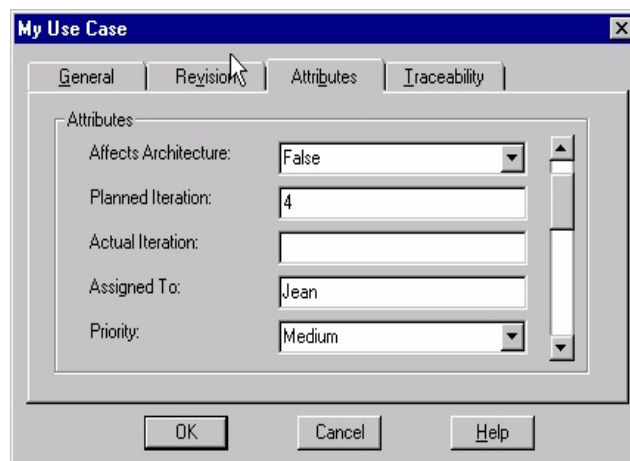 My Use Case
General Revision Attributes Traceability
Attributes
Affects Architecture: False
Planned Iteration: 4
Actual Iteration:
Assigned To: Jean
Priority: Medium
OK Cancel Help